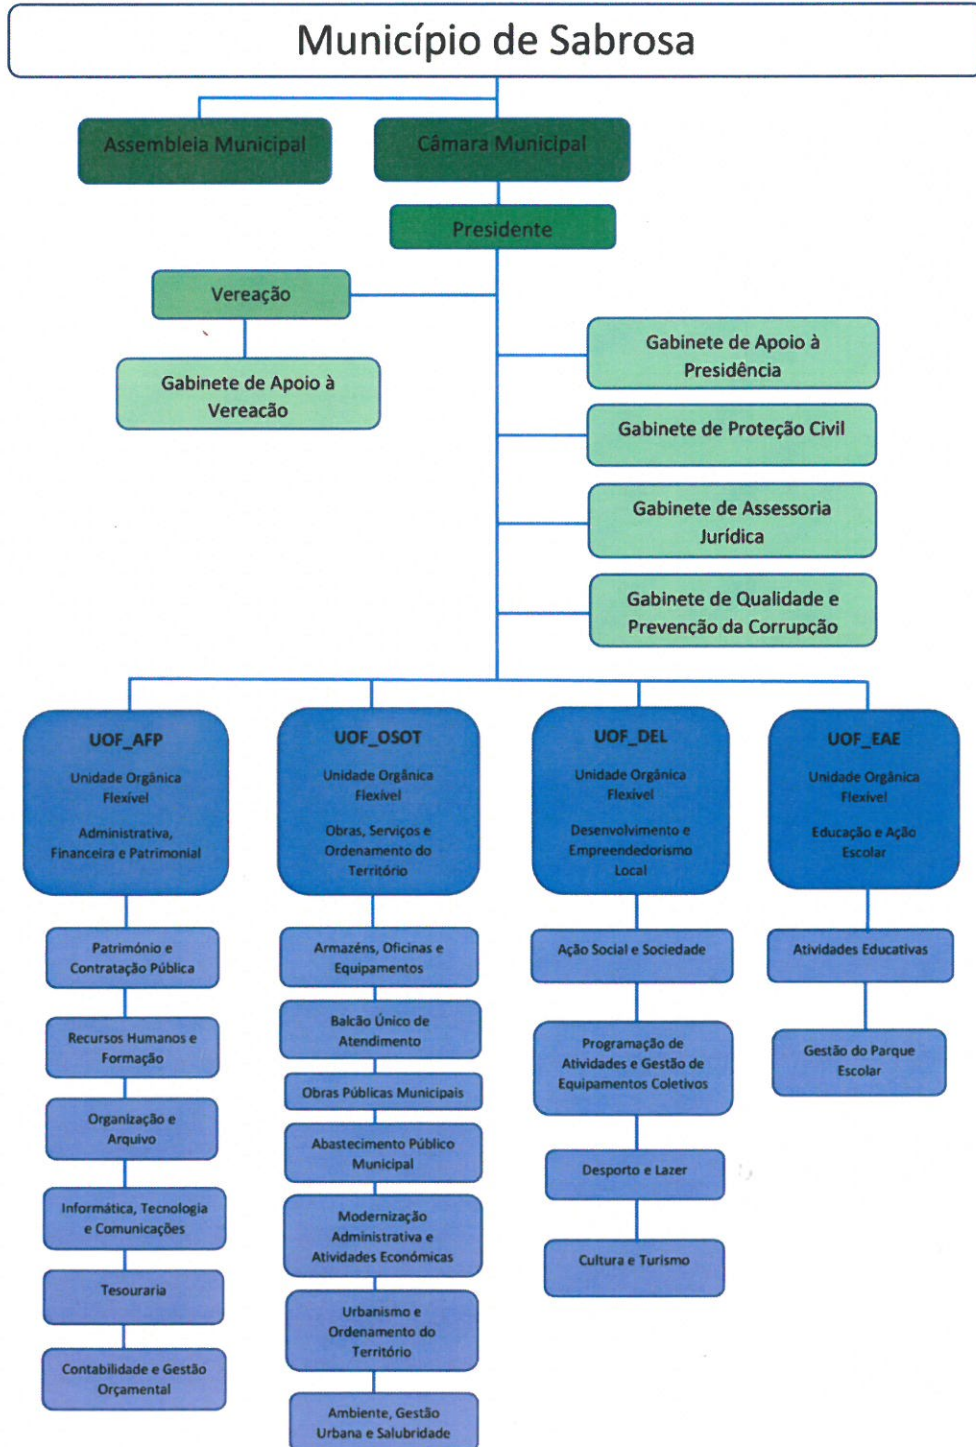 Município de Sabrosa
Assembleia Municipal
Câmara Municipal
Presidente
Vereação
Gabinete de Apoio à
Vereação
Gabinete de Apoio à
Presidência
Gabinete de Proteção Civil
Gabinete de Assessoria
Jurídica
Gabinete de Qualidade e
Prevenção da Corrupção
UOF_AFP
Unidade Orgânica
Flexível
Administrativa,
Financeira e Patrimonial
UOF_OSOT
Unidade Orgânica
Flexível
Obras, Serviços e
Ordenamento do
Território
UOF_DEL
Unidade Orgânica
Flexível
Desenvolvimento e
Empreendedorismo
Local
UOF_EAE
Unidade Orgânica
Flexível
Educação e Ação
Escolar
Património e
Contratação Pública
Recursos Humanos e
Formação
Organização e
Arquivo
Informática, Tecnologia
e Comunicações
Tesouraria
Contabilidade e Gestão
Orçamental
Armazéns, Oficinas e
Equipamentos
Balcão Único de
Atendimento
Obras Públicas Municipais
Abastecimento Público
Municipal
Modernização
Administrativa e
Atividades Económicas
Urbanismo e
Ordenamento do
Território
Ambiente, Gestão
Urbana e Salubridade
Ação Social e Sociedade
Programação de
Atividades e Gestão de
Equipamentos Coletivos
Desporto e Lazer
Cultura e Turismo
Atividades Educativas
Gestão do Parque
Escolar